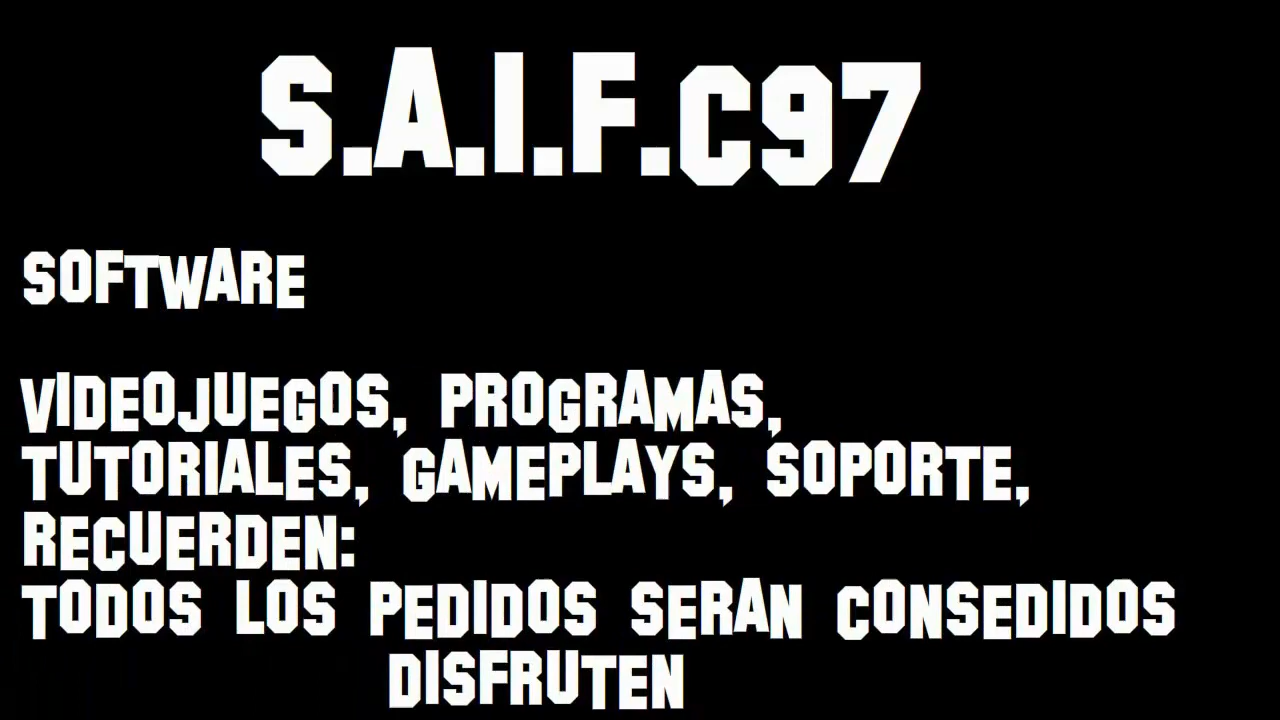 S.A.I.F.C97
SOFTWARE
VIDEOJUEGOS, PROGRAMAS,
TUTORIALES, GAMEPLAYS, SOPORTE,
RECUERDEN:
TODOS LOS PEDIDOS SERAN CONSEDIDOS
DISFRUTEN